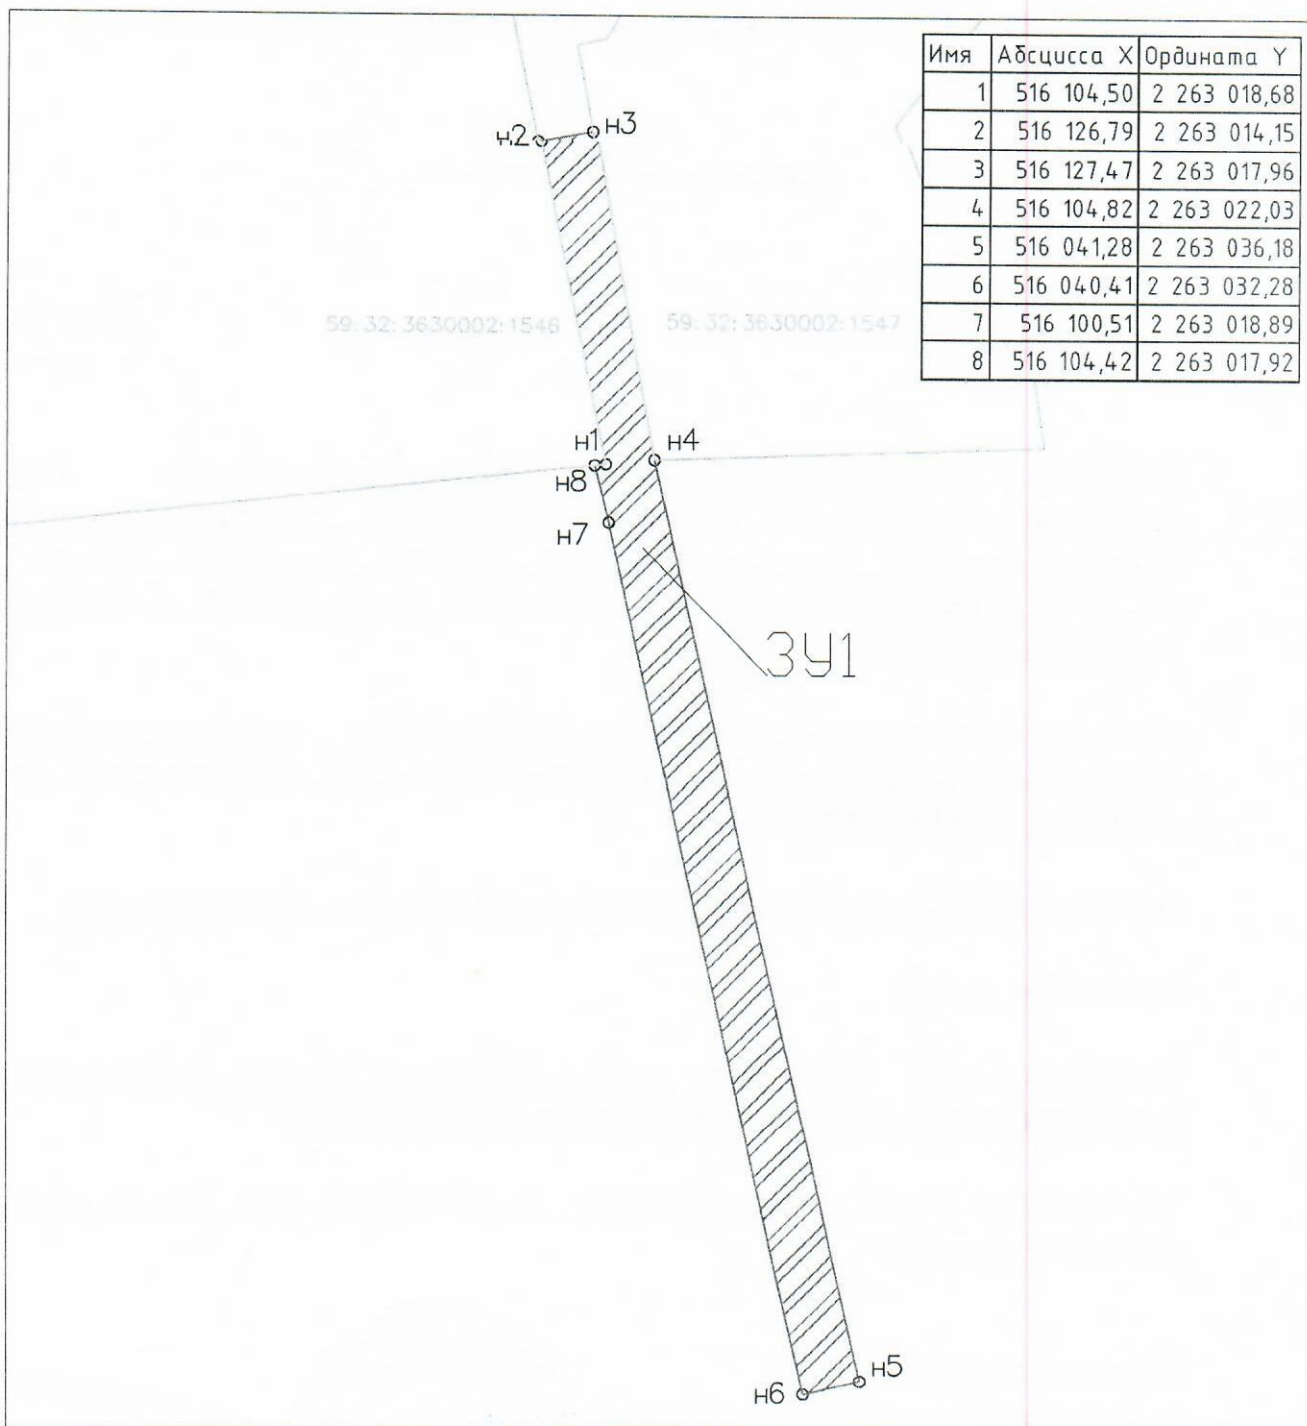 Имя Абсцисса X Ордината Y
1 516 104,50 2 263 018,68
2 516 126,79 2 263 014,15
3 516 127,47 2 263 017,96
4 516 104,82 2 263 022,03
5 516 041,28 2 263 036,18
6 516 040,41 2 263 032,28
7 516 100,51 2 263 018,89
8 516 104,42 2 263 017,92
н2
н3
59:32:3630002:1546
59:32:3630002:1547
н1
н4
н8
н7
ЗУ1
н5
н6